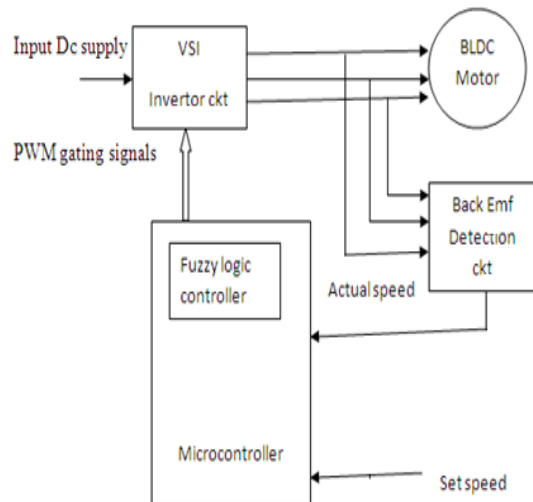 Input Dc supply
VSI
Invertor ckt
BLDC
Motor
PWM gating signals
Back Emf
Detection
ckt
Fuzzy logic
controller
Actual speed
Microcontroller
Set speed